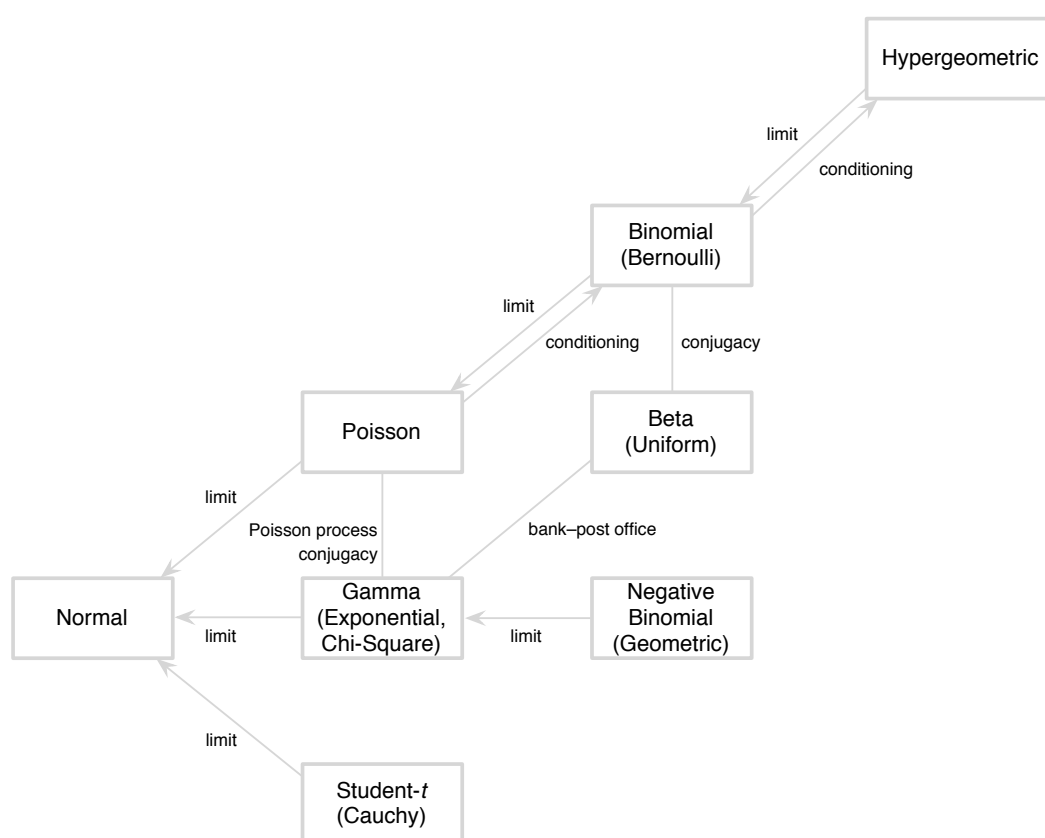 Hypergeometric
limit
conditioning
Binomial
(Bernoulli)
limit
conditioning
conjugacy
Poisson
Beta
(Uniform)
limit
Poisson process
conjugacy
bank–post office
Normal
limit
Gamma
(Exponential,
Chi-Square)
limit
Negative
Binomial
(Geometric)
limit
Student-t
(Cauchy)